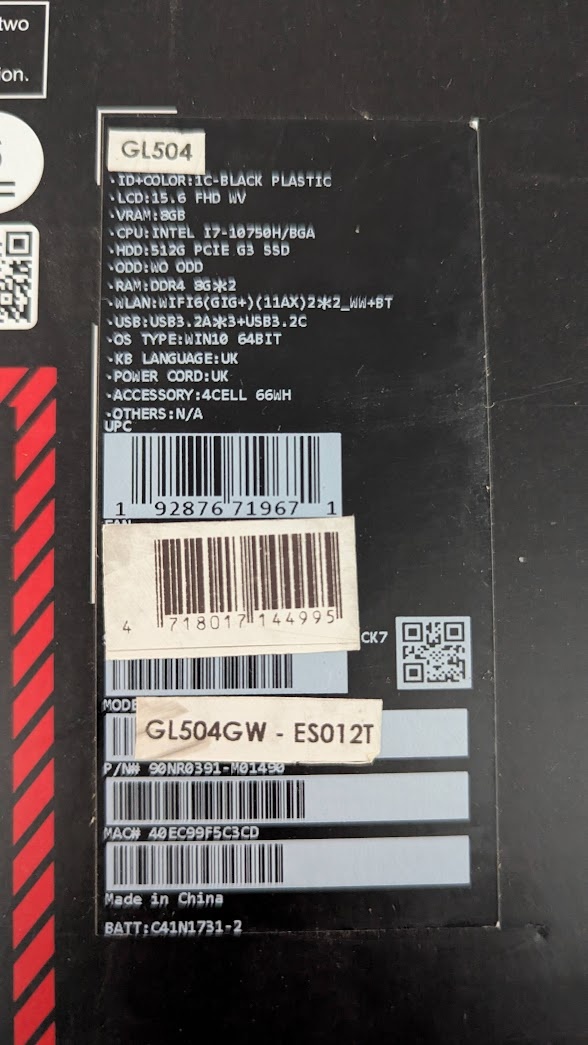 two
ion.
GL504
·ID+COLOR:1C-BLACK PLASTIC
·LCD:15.6 FHD WV
·VRAM:8GB
·CPU:INTEL I7-10750H/BGA
·HDD:512G PCIE G3 SSD
·ODD:WO ODD
·RAM:DDR4 8G*2
·WLAN:WIFI6(GIG+)(11AX)2*2_WW+BT
·USB:USB3.2A*3+USB3.2C
·OS TYPE:WIN10 64BIT
·KB LANGUAGE:UK
·POWER CORD:UK
·ACCESSORY:4CELL 66WH
·OTHERS:N/A
UPC
1 92876 71967 1
EAN
4 718017 144995
CK7
MODE
GL504GW - ES012T
P/N# 90NR0391-M01490
MAC# 40EC99F5C3CD
Made in China
BATT:C41N1731-2